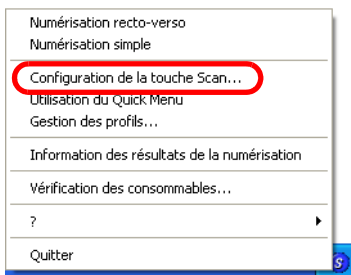 Numérisation recto-verso
Numérisation simple
Configuration de la touche Scan...
Utilisation du Quick Menu
Gestion des profils...
Information des résultats de la numérisation
Vérification des consommables...
?
Quitter
S